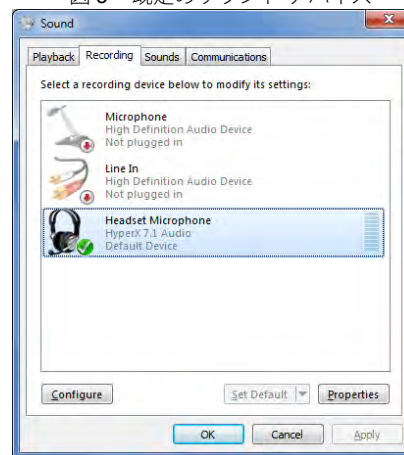 Sound
Playback Recording Sounds Communications
Select a recording device below to modify its settings:
Microphone
High Definition Audio Device
Not plugged in
Line In
High Definition Audio Device
Not plugged in
Headset Microphone
HyperX 7.1 Audio
Default Device
Configure Set Default Properties
OK Cancel Apply